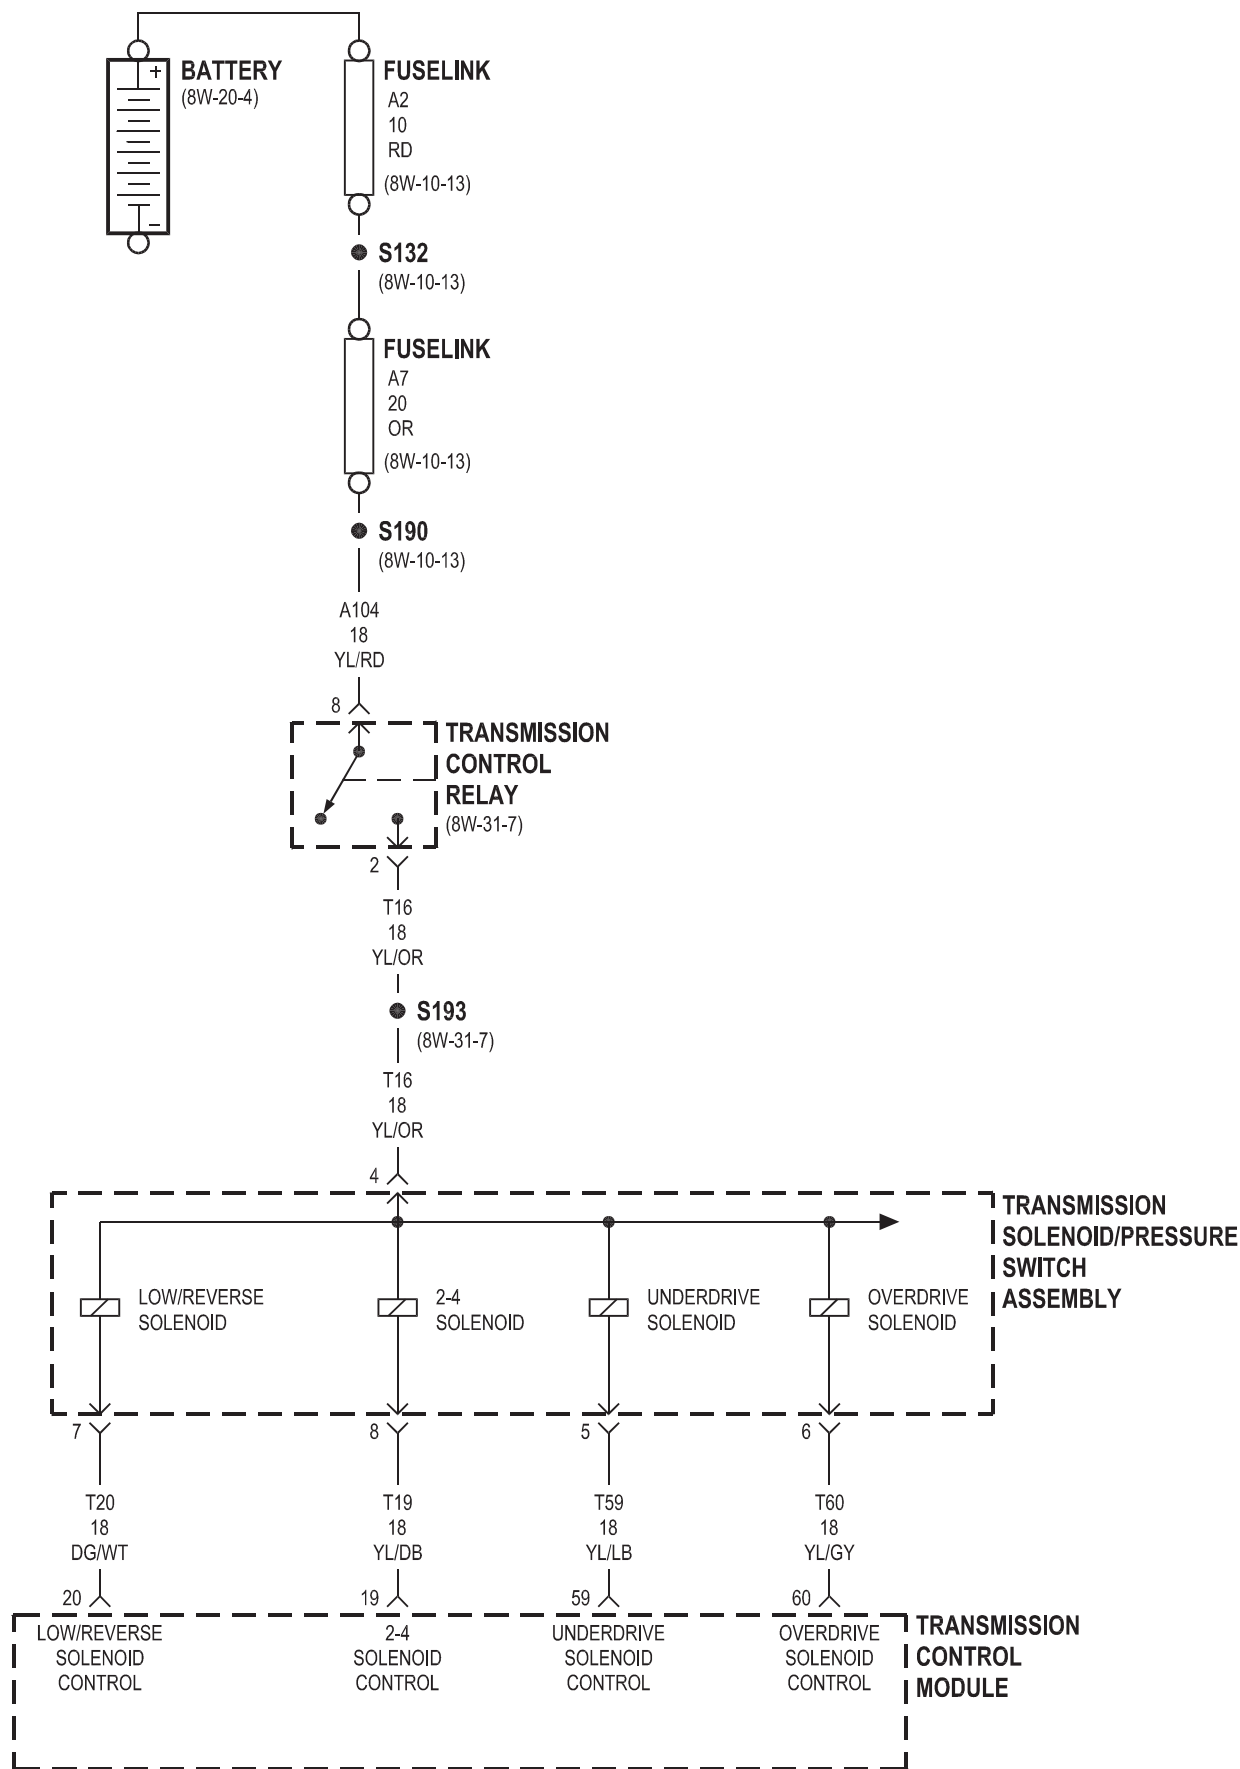 +
BATTERY
(8W-20-4)
–
FUSELINK
A2
10
RD
(8W-10-13)
S132
(8W-10-13)
FUSELINK
A7
20
OR
(8W-10-13)
S190
(8W-10-13)
A104
18
YL/RD
8
TRANSMISSION
CONTROL
RELAY
(8W-31-7)
2
T16
18
YL/OR
S193
(8W-31-7)
T16
18
YL/OR
4
TRANSMISSION
SOLENOID/PRESSURE
SWITCH
ASSEMBLY
LOW/REVERSE
SOLENOID
2-4
SOLENOID
UNDERDRIVE
SOLENOID
OVERDRIVE
SOLENOID
7
8
5
6
T20
18
DG/WT
T19
18
YL/DB
T59
18
YL/LB
T60
18
YL/GY
20
19
59
60
LOW/REVERSE
SOLENOID
CONTROL
2-4
SOLENOID
CONTROL
UNDERDRIVE
SOLENOID
CONTROL
OVERDRIVE
SOLENOID
CONTROL
TRANSMISSION
CONTROL
MODULE